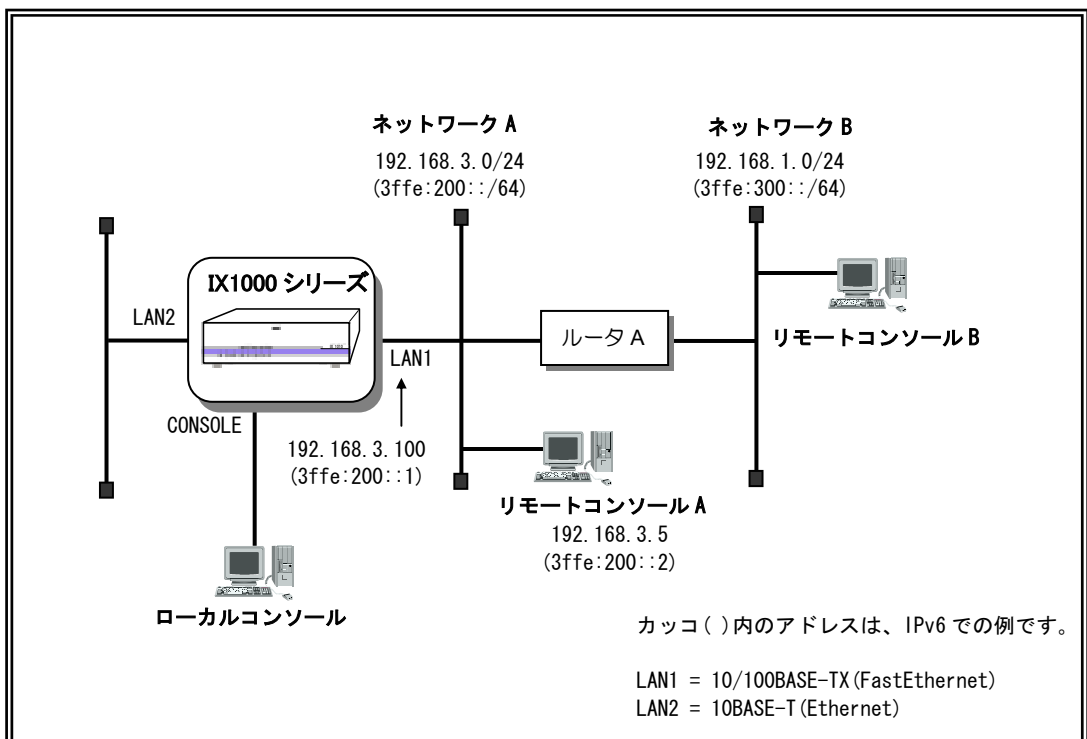 ネットワーク A
192.168.3.0/24
(3ffe:200::/64)
ネットワーク B
192.168.1.0/24
(3ffe:300::/64)
IX1000 シリーズ
LAN2
LAN1
ルータ A
リモートコンソール B
CONSOLE
192.168.3.100
(3ffe:200::1)
リモートコンソール A
192.168.3.5
(3ffe:200::2)
ローカルコンソール
カッコ( )内のアドレスは、IPv6 での例です。
LAN1 = 10/100BASE-TX(FastEthernet)
LAN2 = 10BASE-T(Ethernet)